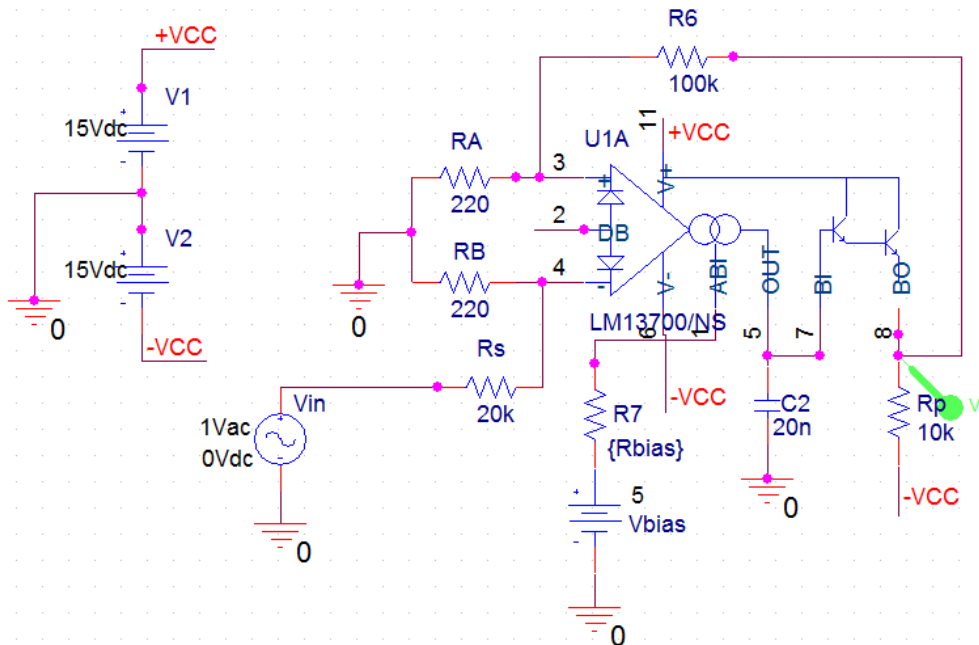 +VCC
V1
15Vdc
V2
15Vdc
0
-VCC
R6
100k
11
+VCC
U1A
RA
220
3
+
V+
2
DB
0
RB
220
4
-
V-
ABI
OUT
BI
BO
LM13700/NS
6
1
5
7
8
Rs
20k
Vin
1Vac
0Vdc
0
-VCC
R7
{Rbias}
5
Vbias
0
C2
20n
0
Rp
10k
V
-VCC